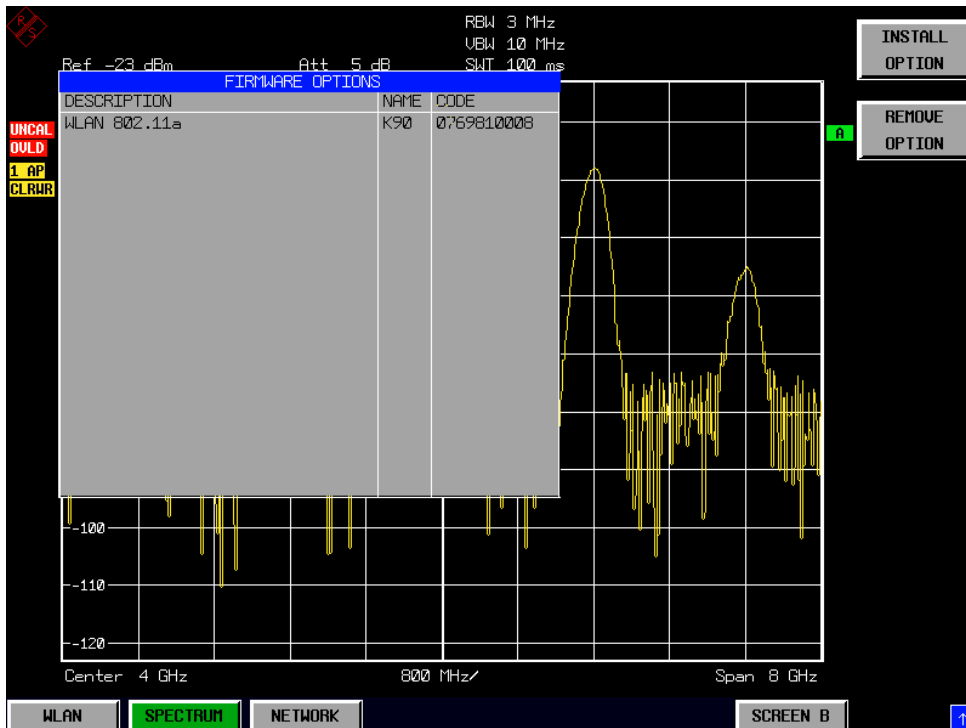 R S
RBW 3 MHz
VBW 10 MHz
Ref -23 dBm Att 5 dB SWT 100 ms
INSTALL
OPTION
REMOVE
OPTION
FIRMWARE OPTIONS
DESCRIPTION NAME CODE
WLAN 802.11a K90 0769810008
UNCAL
OVLD
1 AP
CLRWR
A
-100
-110
-120
Center 4 GHz 800 MHz/ Span 8 GHz
WLAN SPECTRUM NETWORK SCREEN B ↑